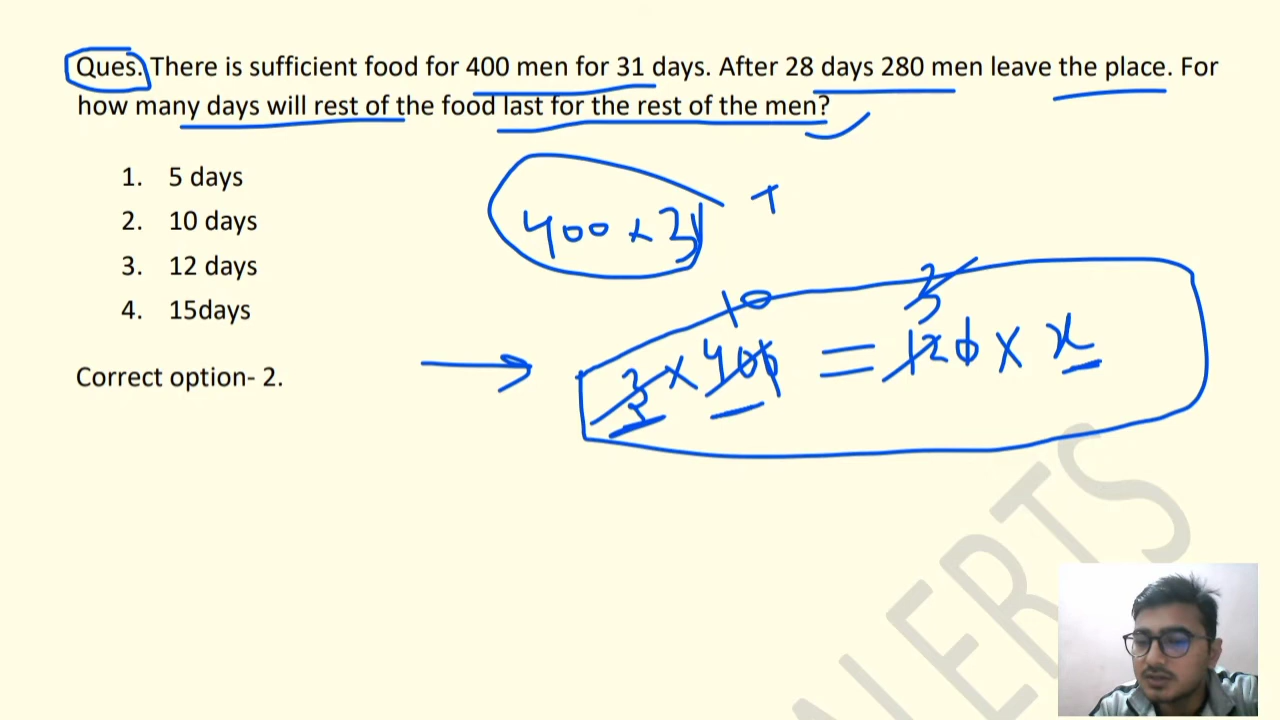 Ques. There is sufficient food for 400 men for 31 days. After 28 days 280 men leave the place. For
how many days will rest of the food last for the rest of the men?
1. 5 days
2. 10 days
3. 12 days
4. 15days
Correct option- 2.
400 × 31 +
10 3
3 × 400 = 120 × x
ALERTS